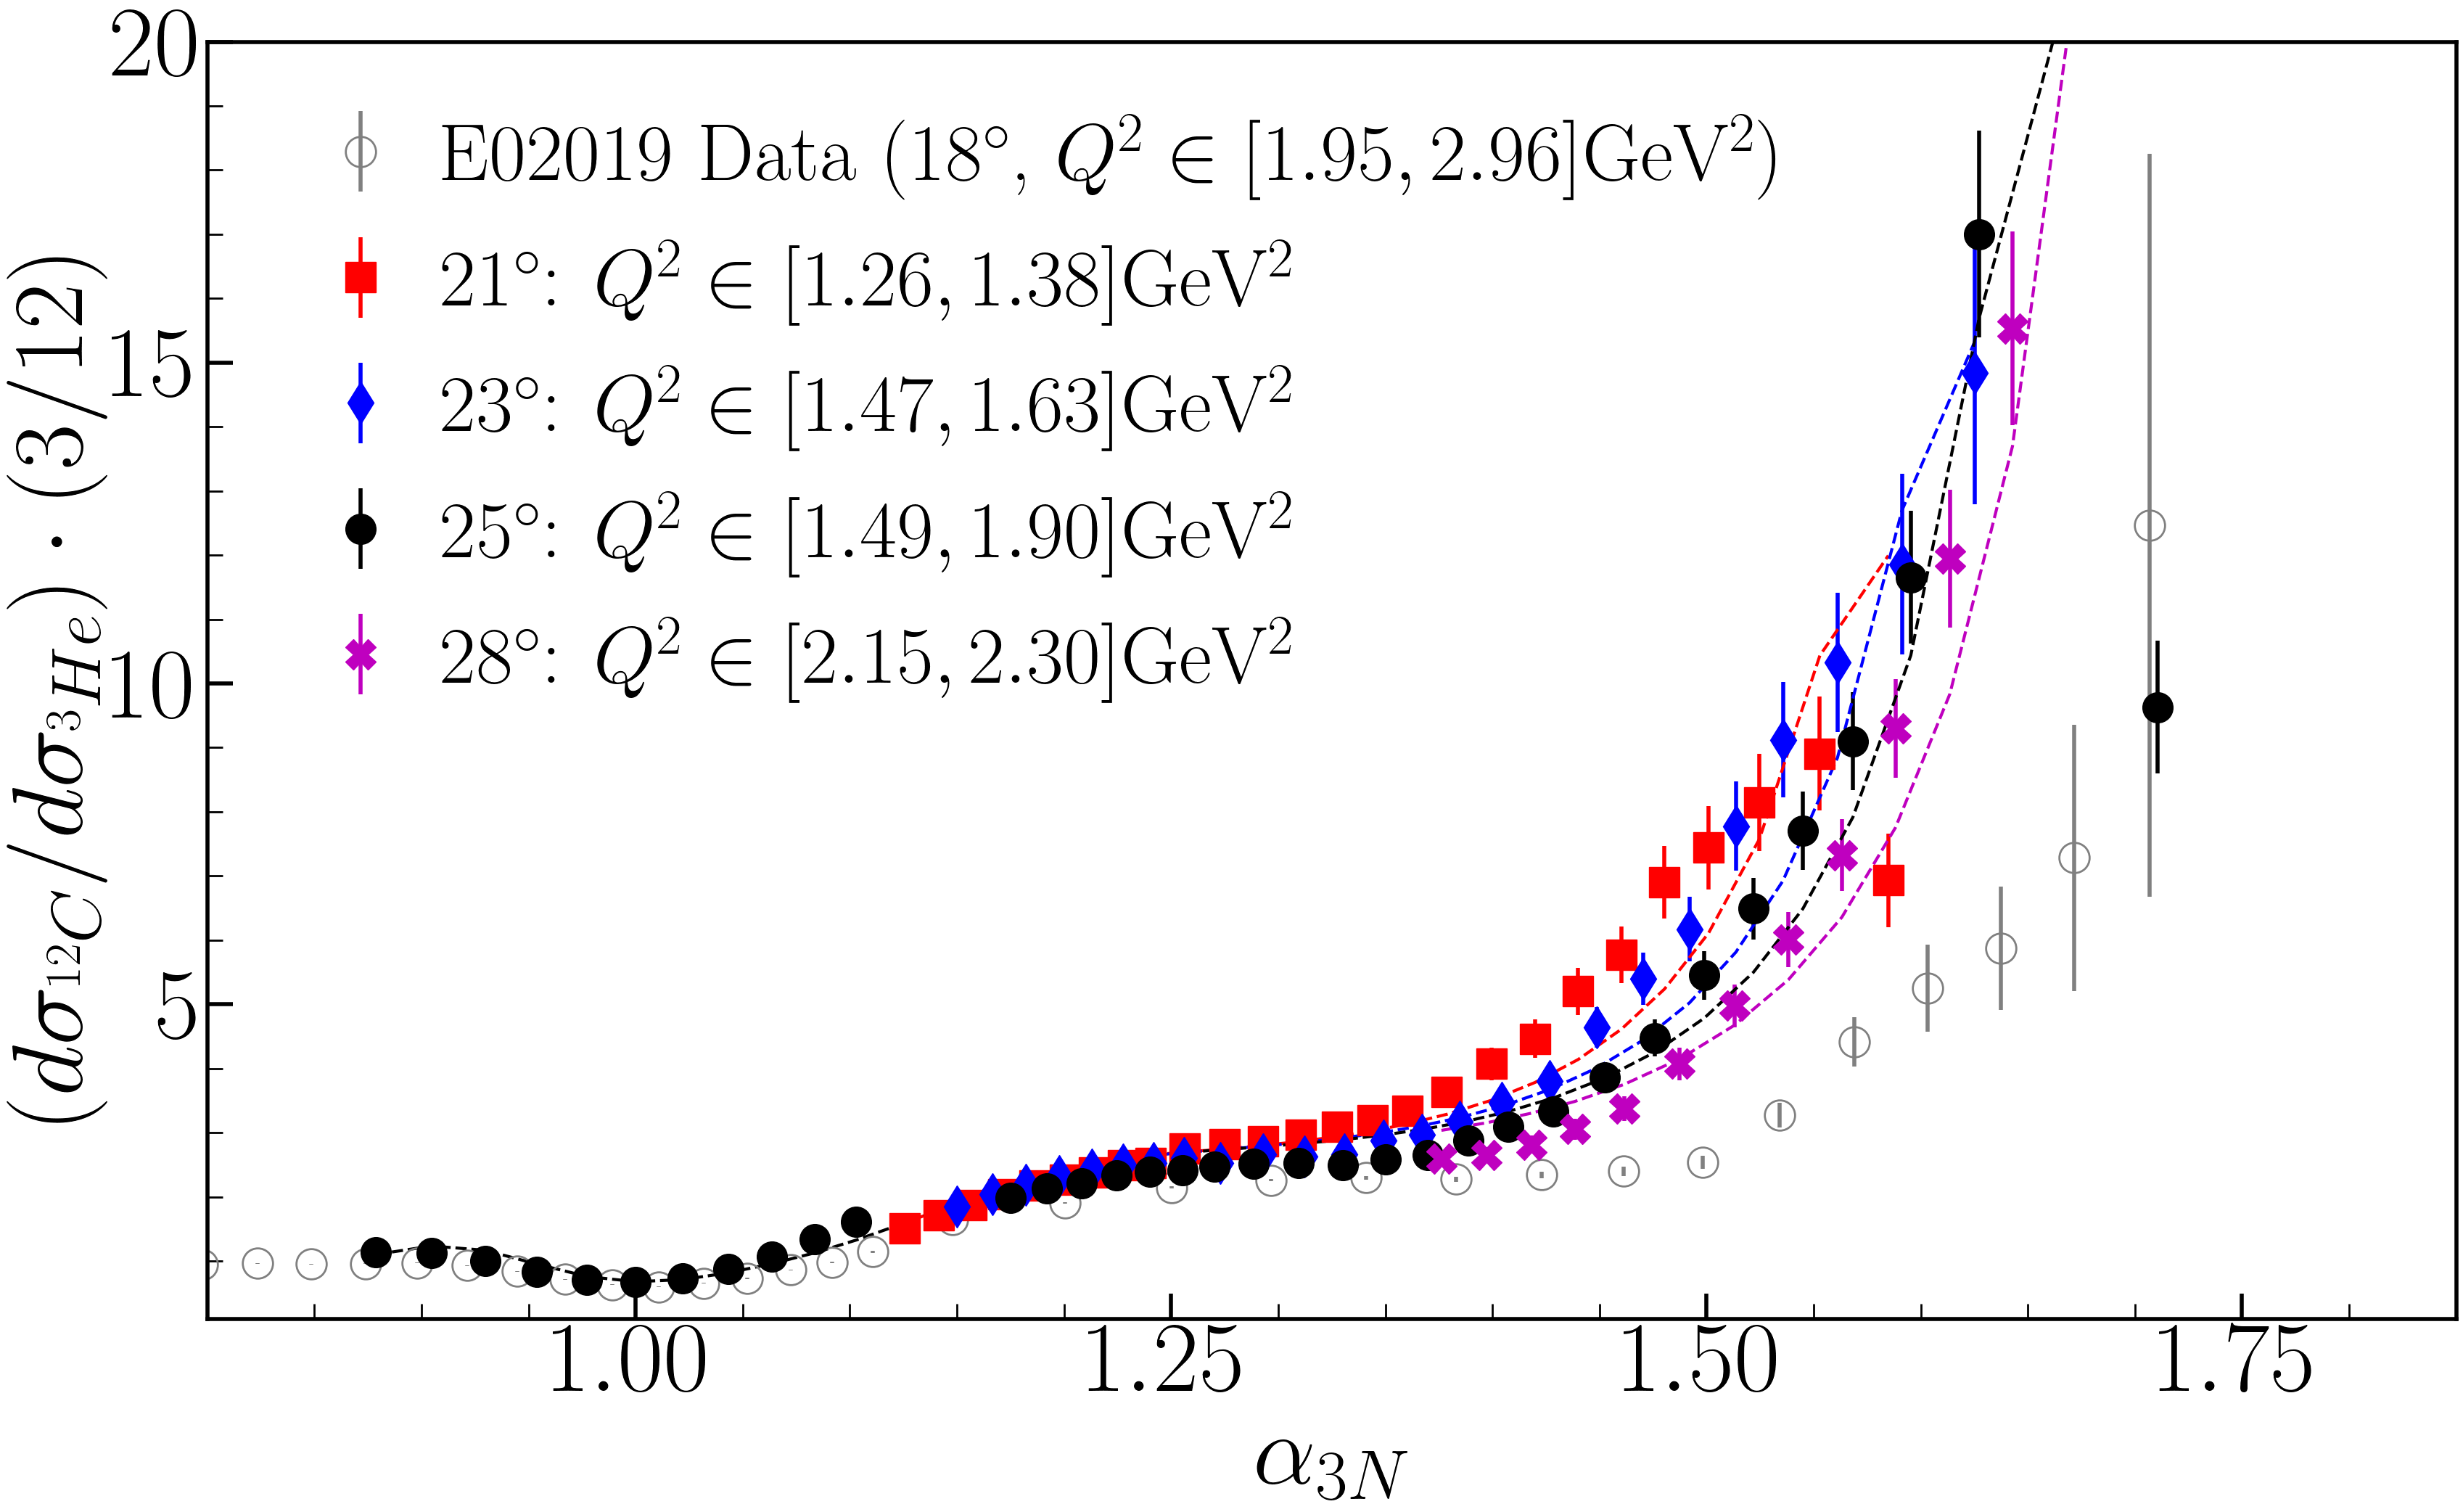 20
15
10
5
(dσ¹²C/dσ³He) · (3/12)
E02019 Data (18°, Q² ∈ [1.95, 2.96]GeV²)
21°: Q² ∈ [1.26, 1.38]GeV²
23°: Q² ∈ [1.47, 1.63]GeV²
25°: Q² ∈ [1.49, 1.90]GeV²
28°: Q² ∈ [2.15, 2.30]GeV²
1.00 1.25 1.50 1.75
α₃N